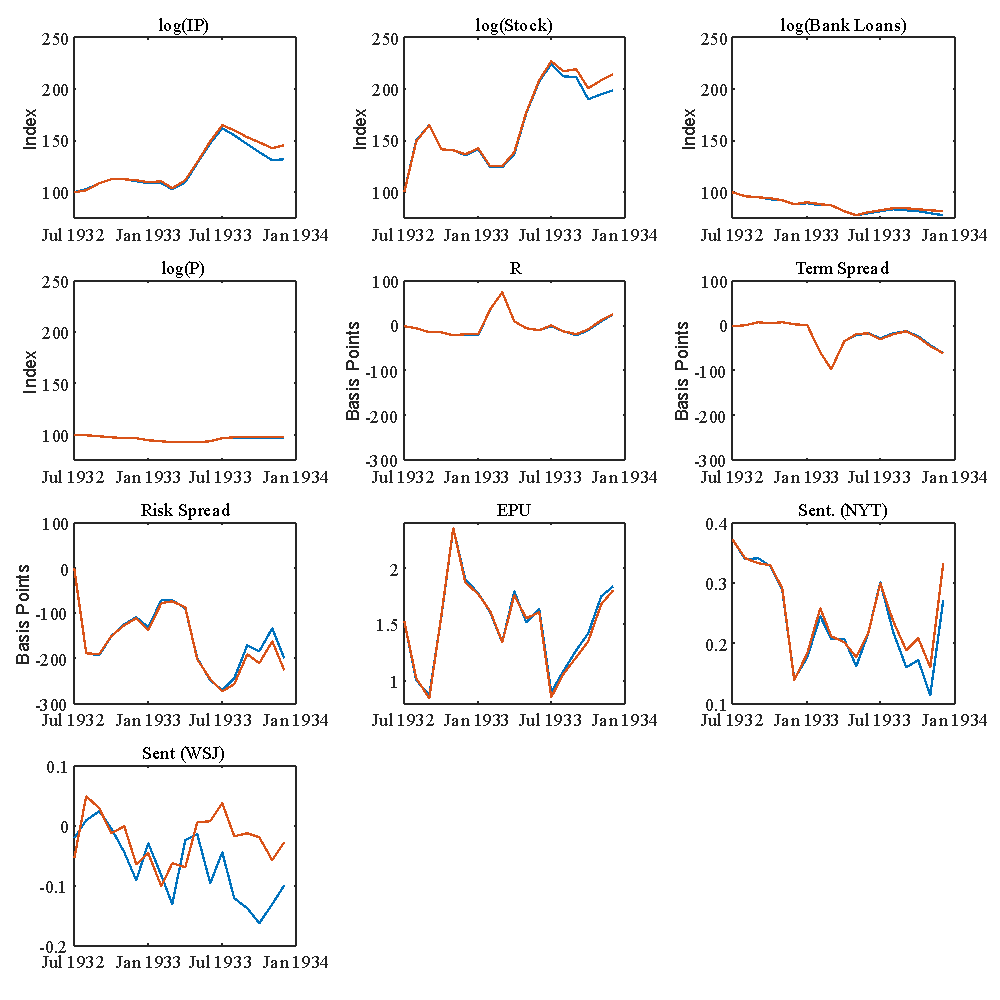 log(IP)
250
200
150
100
Index
Jul 1932 Jan 1933 Jul 1933 Jan 1934
log(Stock)
250
200
150
100
Index
Jul 1932 Jan 1933 Jul 1933 Jan 1934
log(Bank Loans)
250
200
150
100
Index
Jul 1932 Jan 1933 Jul 1933 Jan 1934
log(P)
250
200
150
100
Index
Jul 1932 Jan 1933 Jul 1933 Jan 1934
R
100
0
-100
-200
-300
Basis Points
Jul 1932 Jan 1933 Jul 1933 Jan 1934
Term Spread
100
0
-100
-200
-300
Basis Points
Jul 1932 Jan 1933 Jul 1933 Jan 1934
Risk Spread
100
0
-100
-200
-300
Basis Points
Jul 1932 Jan 1933 Jul 1933 Jan 1934
EPU
2
1.5
1
Jul 1932 Jan 1933 Jul 1933 Jan 1934
Sent. (NYT)
0.4
0.3
0.2
0.1
Jul 1932 Jan 1933 Jul 1933 Jan 1934
Sent (WSJ)
0.1
0
-0.1
-0.2
Jul 1932 Jan 1933 Jul 1933 Jan 1934